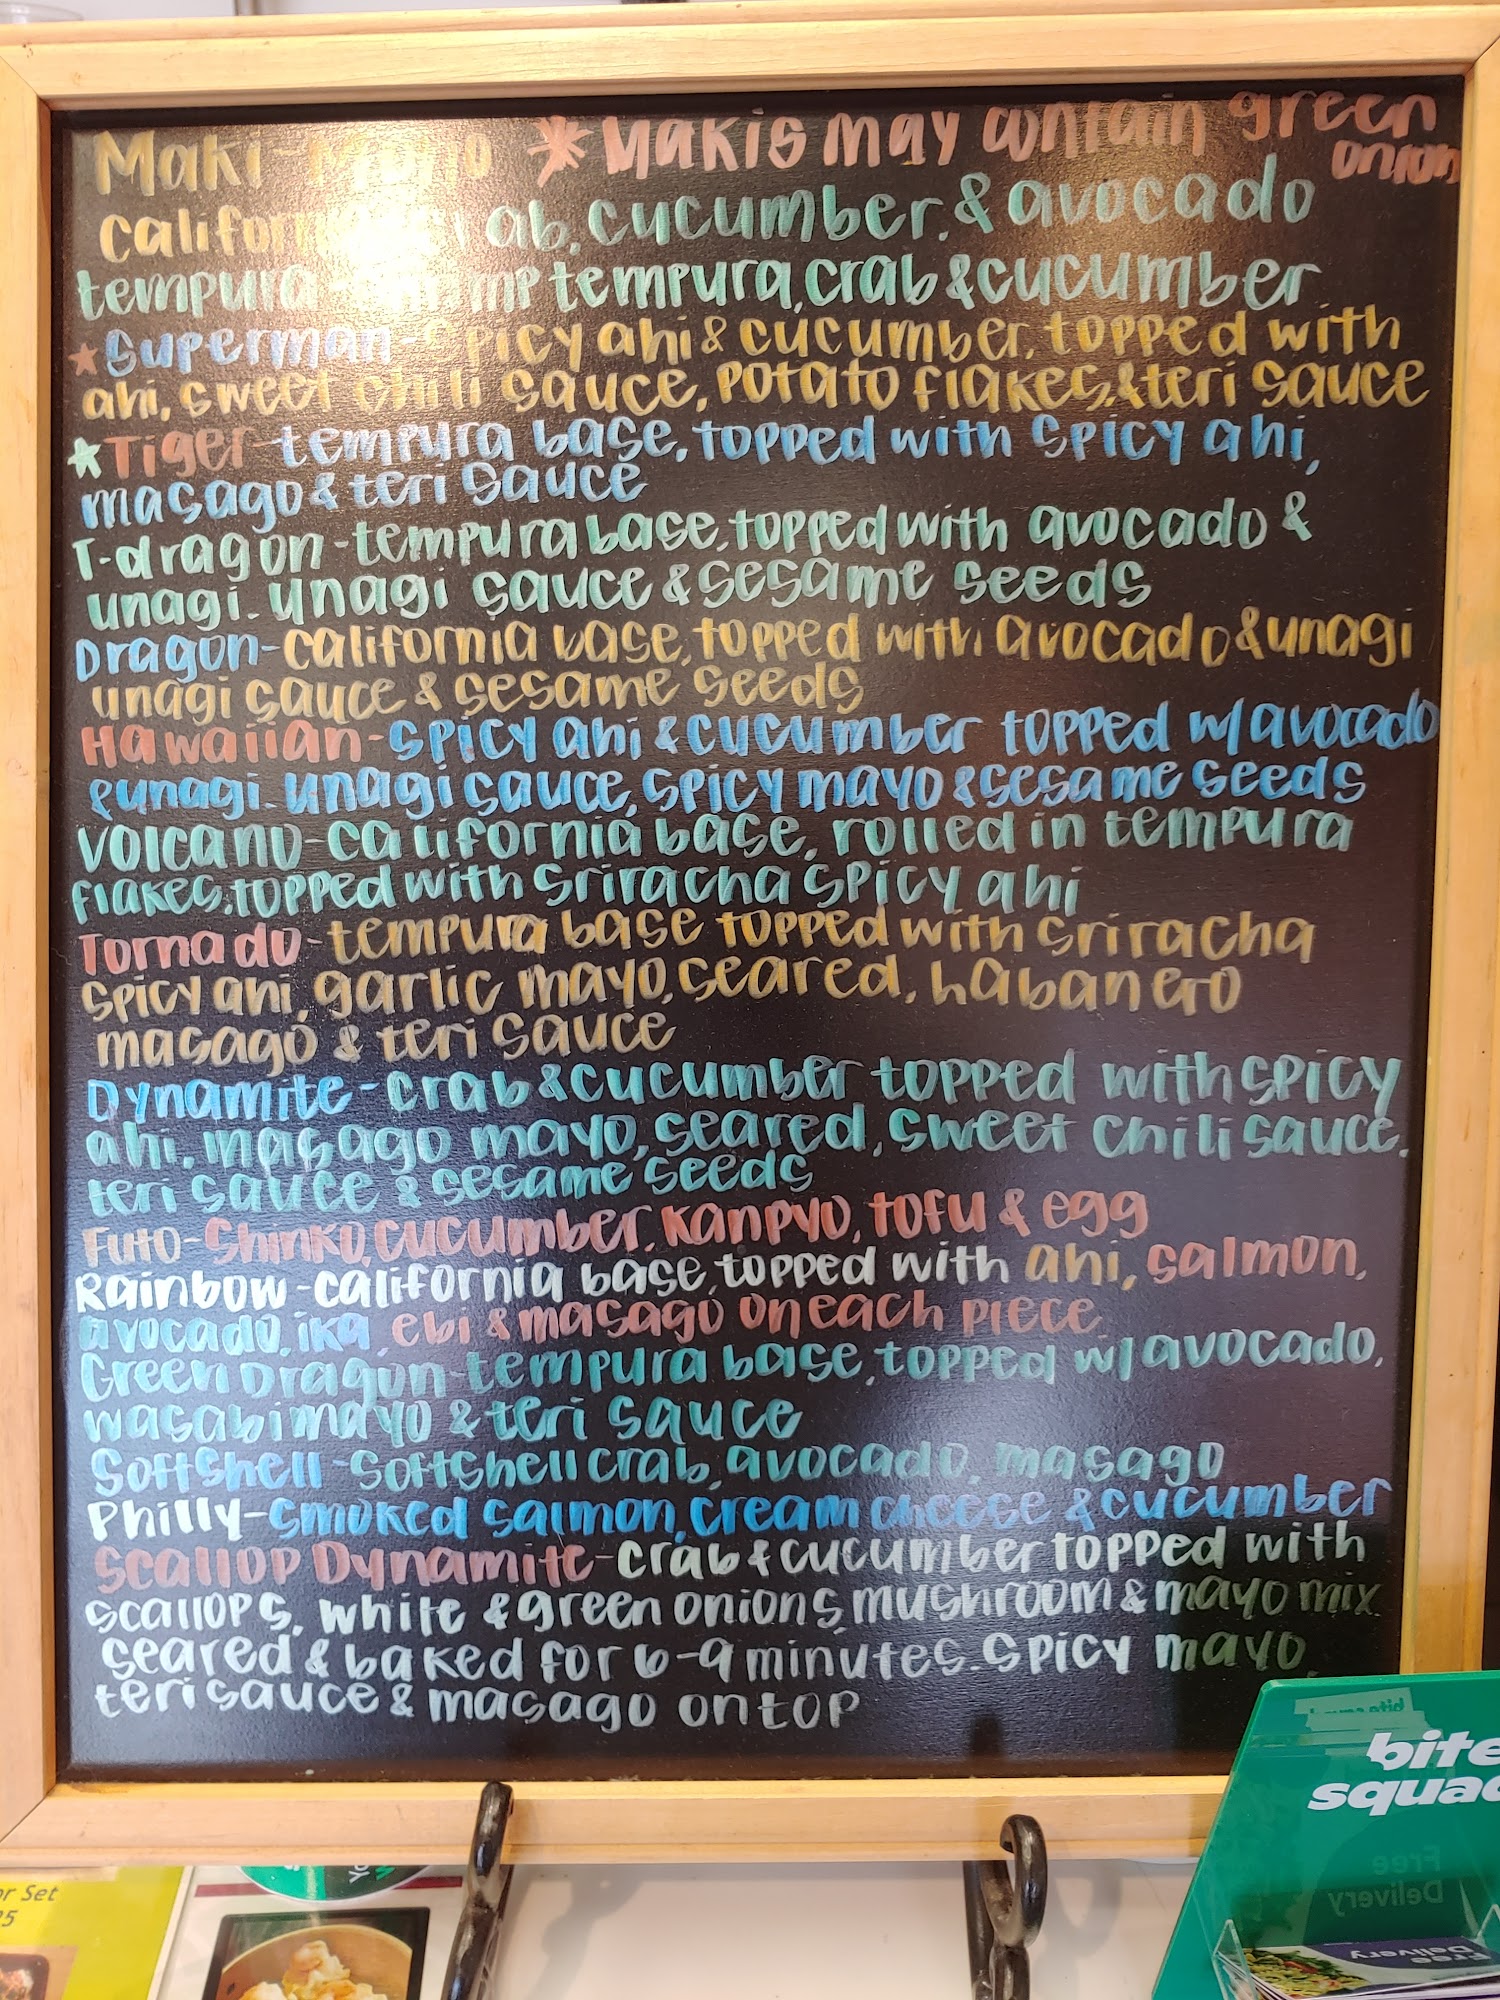 Maki- *Makis may contain green
onion
california ab, cucumber, & avocado
tempura - shrimp tempura, crab & cucumber
★Superman-Spicy ahi & cucumber, topped with
ahi, sweet chili sauce, potato flakes, & teri sauce
★Tiger-tempura base, topped with spicy ahi,
masago & teri sauce
T-dragon-tempura base, topped with avocado &
unagi. unagi sauce & sesame seeds
Dragon-california base, topped with avocado & unagi
unagi sauce & sesame seeds
Hawaiian-spicy ahi & cucumber topped w/ avocado
& unagi. unagi sauce, spicy mayo & sesame seeds
Volcano-california base, rolled in tempura
flakes, topped with sriracha spicy ahi
Tornado-tempura base topped with sriracha
spicy ahi, garlic mayo, seared, habanero
masago & teri sauce
Dynamite-crab & cucumber topped with spicy
ahi, masago mayo, seared, sweet chili sauce,
teri sauce & sesame seeds
Futo-Shinko, cucumber, kanpyo, tofu & egg
Rainbow-california base, topped with ahi, salmon,
avocado, ika, ebi & masago on each piece
Green Dragon-tempura base, topped w/ avocado,
wasabi mayo & teri sauce
Softshell-Softshell crab, avocado, masago
Philly-smoked salmon, cream cheese & cucumber
Scallop Dynamite-crab & cucumber topped with
scallops, white & green onions, mushroom & mayo mix.
seared & baked for 6-9 minutes. spicy mayo,
teri sauce & masago on top
bite
squad
Free
Delivery
Free
Delivery
or Set